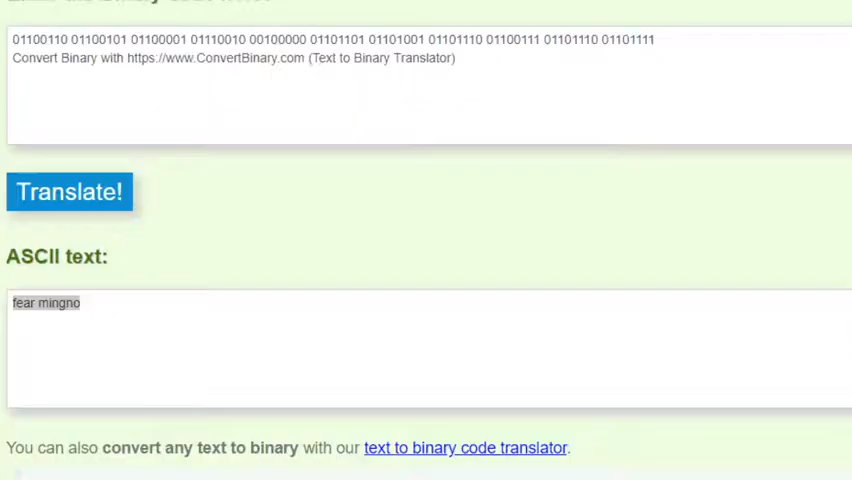 01100110 01100101 01100001 01110010 00100000 01101101 01101001 01101110 01100111 01101110 01101111
Convert Binary with https://www.ConvertBinary.com (Text to Binary Translator)
Translate!
ASCII text:
fear mingno
You can also convert any text to binary with our text to binary code translator.